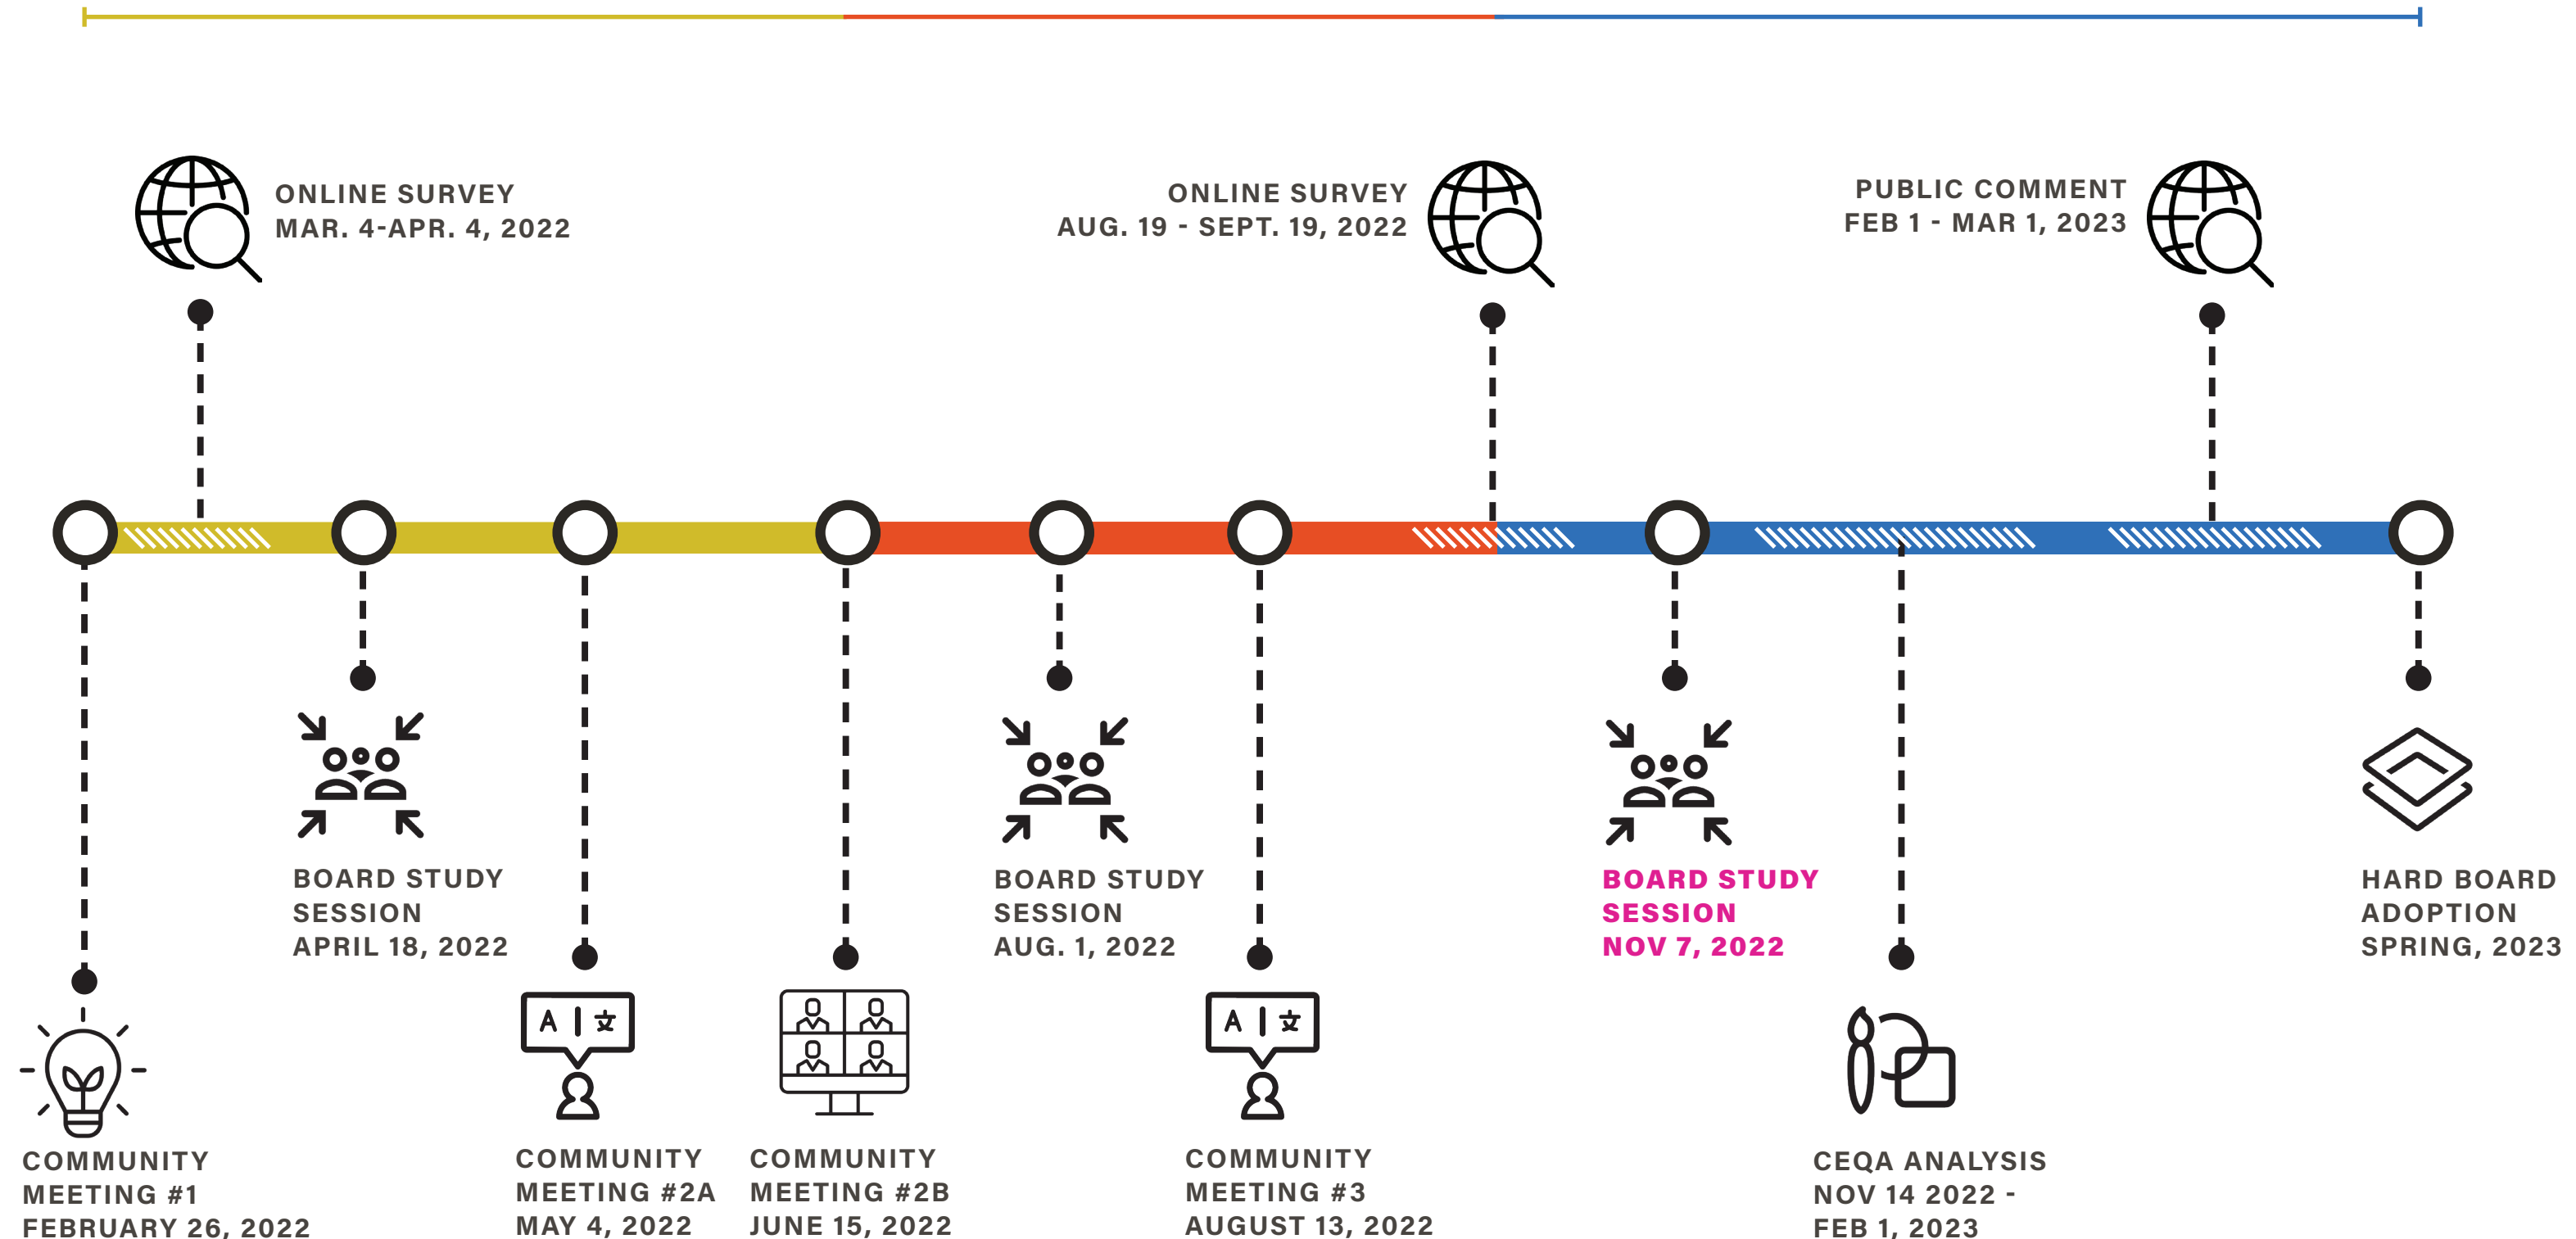 ONLINE SURVEY
MAR. 4-APR. 4, 2022
ONLINE SURVEY
AUG. 19 - SEPT. 19, 2022
PUBLIC COMMENT
FEB 1 - MAR 1, 2023
BOARD STUDY
SESSION
APRIL 18, 2022
BOARD STUDY
SESSION
AUG. 1, 2022
BOARD STUDY
SESSION
NOV 7, 2022
HARD BOARD
ADOPTION
SPRING, 2023
A 文
A 文
COMMUNITY
MEETING #1
FEBRUARY 26, 2022
COMMUNITY
MEETING #2A
MAY 4, 2022
COMMUNITY
MEETING #2B
JUNE 15, 2022
COMMUNITY
MEETING #3
AUGUST 13, 2022
CEQA ANALYSIS
NOV 14 2022 -
FEB 1, 2023